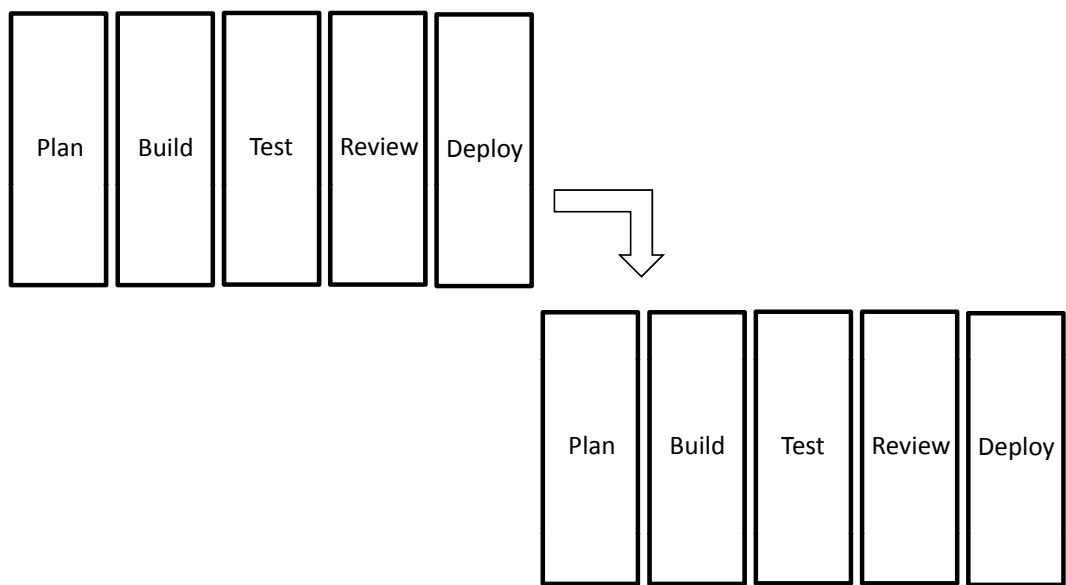 Plan
Build
Test
Review
Deploy
Plan
Build
Test
Review
Deploy